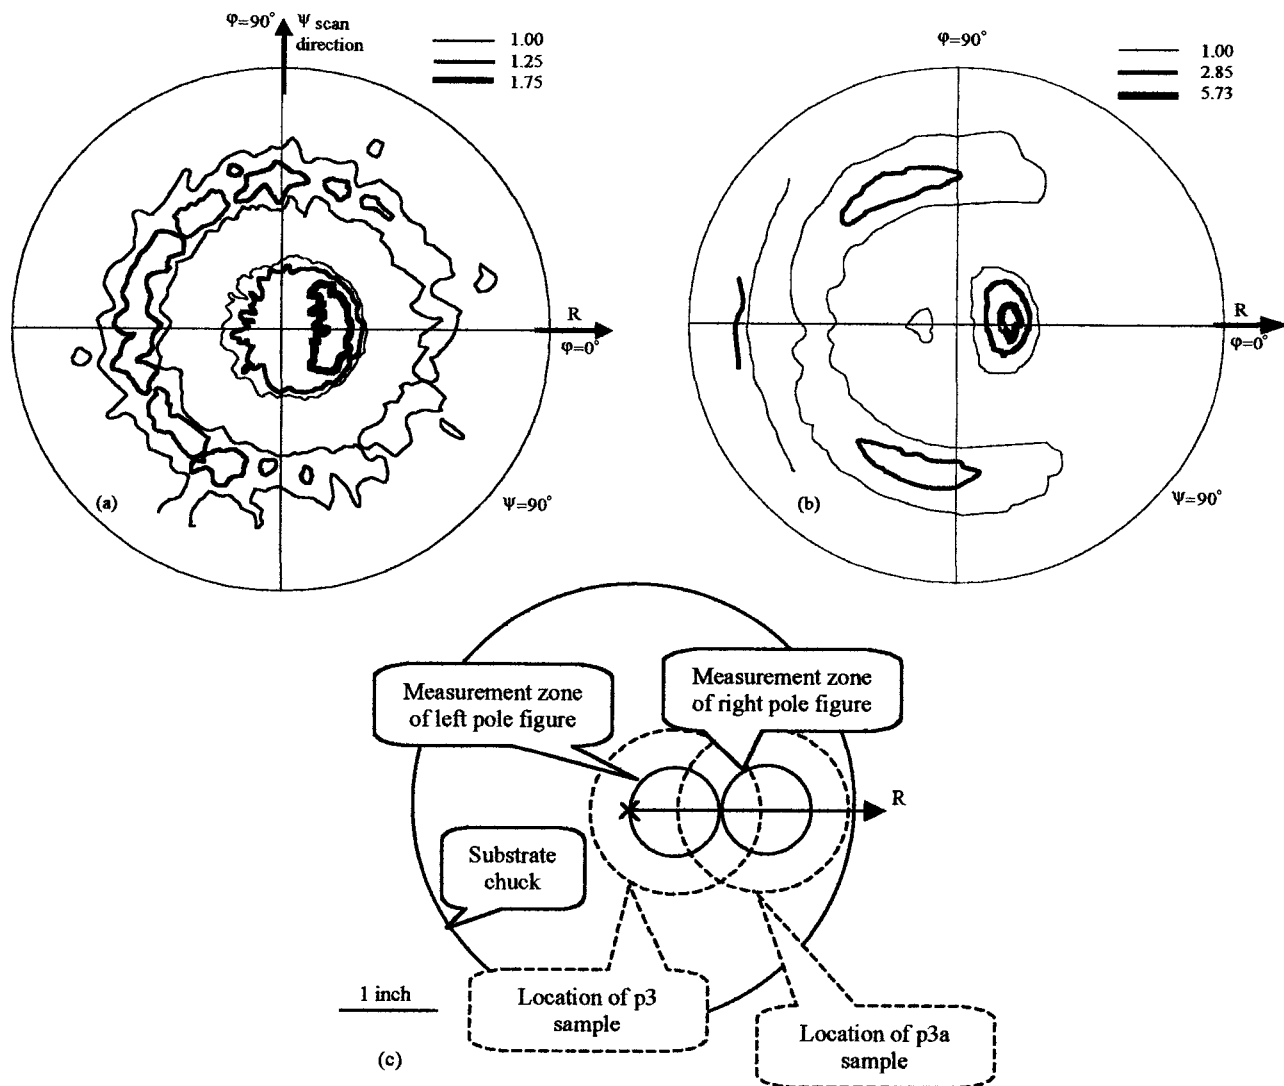 φ=90°
Ψ scan
direction
1.00
1.25
1.75
R
φ=0°
(a)
Ψ=90°
φ=90°
1.00
2.85
5.73
R
φ=0°
(b)
Ψ=90°
Measurement zone
of left pole figure
Measurement zone
of right pole figure
R
Substrate
chuck
1 inch
Location of p3
sample
Location of p3a
sample
(c)